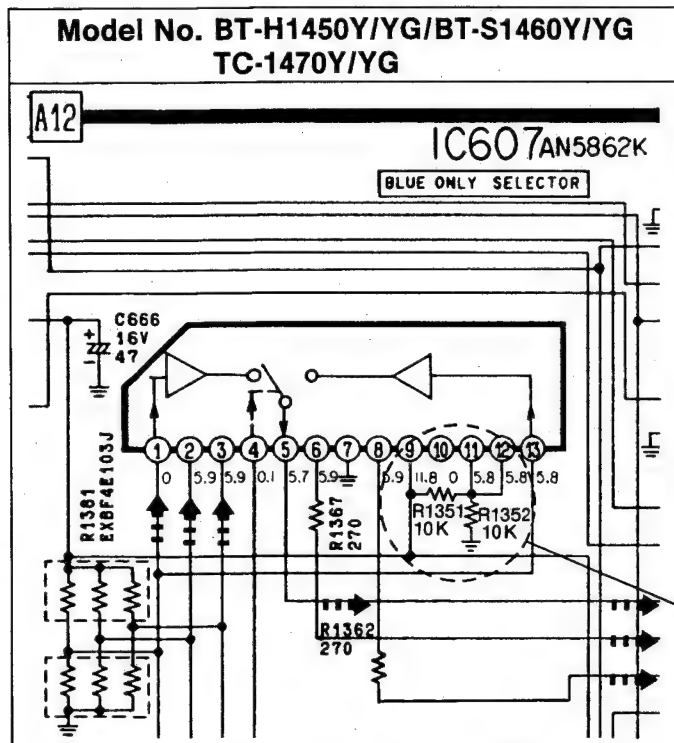 Model No. BT-H1450Y/YG/BT-S1460Y/YG
TC-1470Y/YG
A12
IC607 AN5862K
BLUE ONLY SELECTOR
C666
16V
47
+
-
1 2 3 4 5 6 7 8 9 10 11 12 13
0 5.9 5.9 0.1 5.7 5.9 5.9 11.8 0 5.8 5.8V 5.8
R1381
EXBF4E103J
R1367
270
R1351
10K
R1352
10K
R1362
270